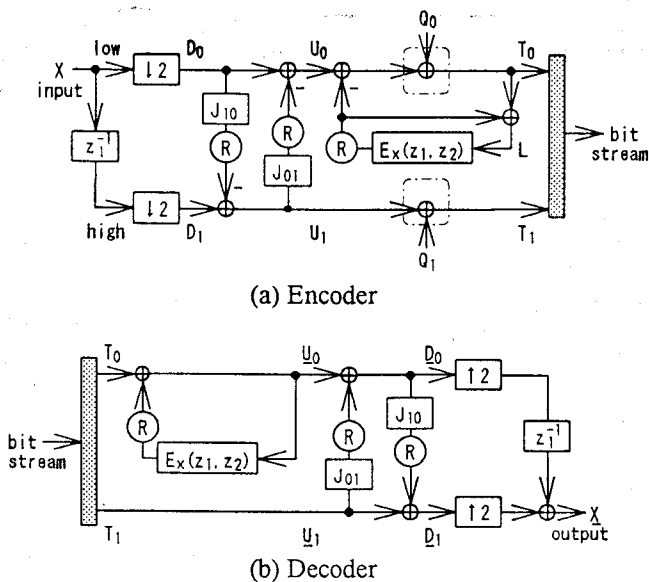 Q₀
low D₀ U₀ T₀
X ↓2
input J₁₀
R R
z₁⁻¹ Eₓ(z₁, z₂) L bit
J₀₁ stream
↓2
high D₁ U₁ T₁
Q₁
(a) Encoder
T₀ U₀ D₀ ↑2
J₁₀
R R z₁⁻¹
bit Eₓ(z₁, z₂) R
stream J₀₁
↑2 X
T₁ U₁ D₁ output
(b) Decoder